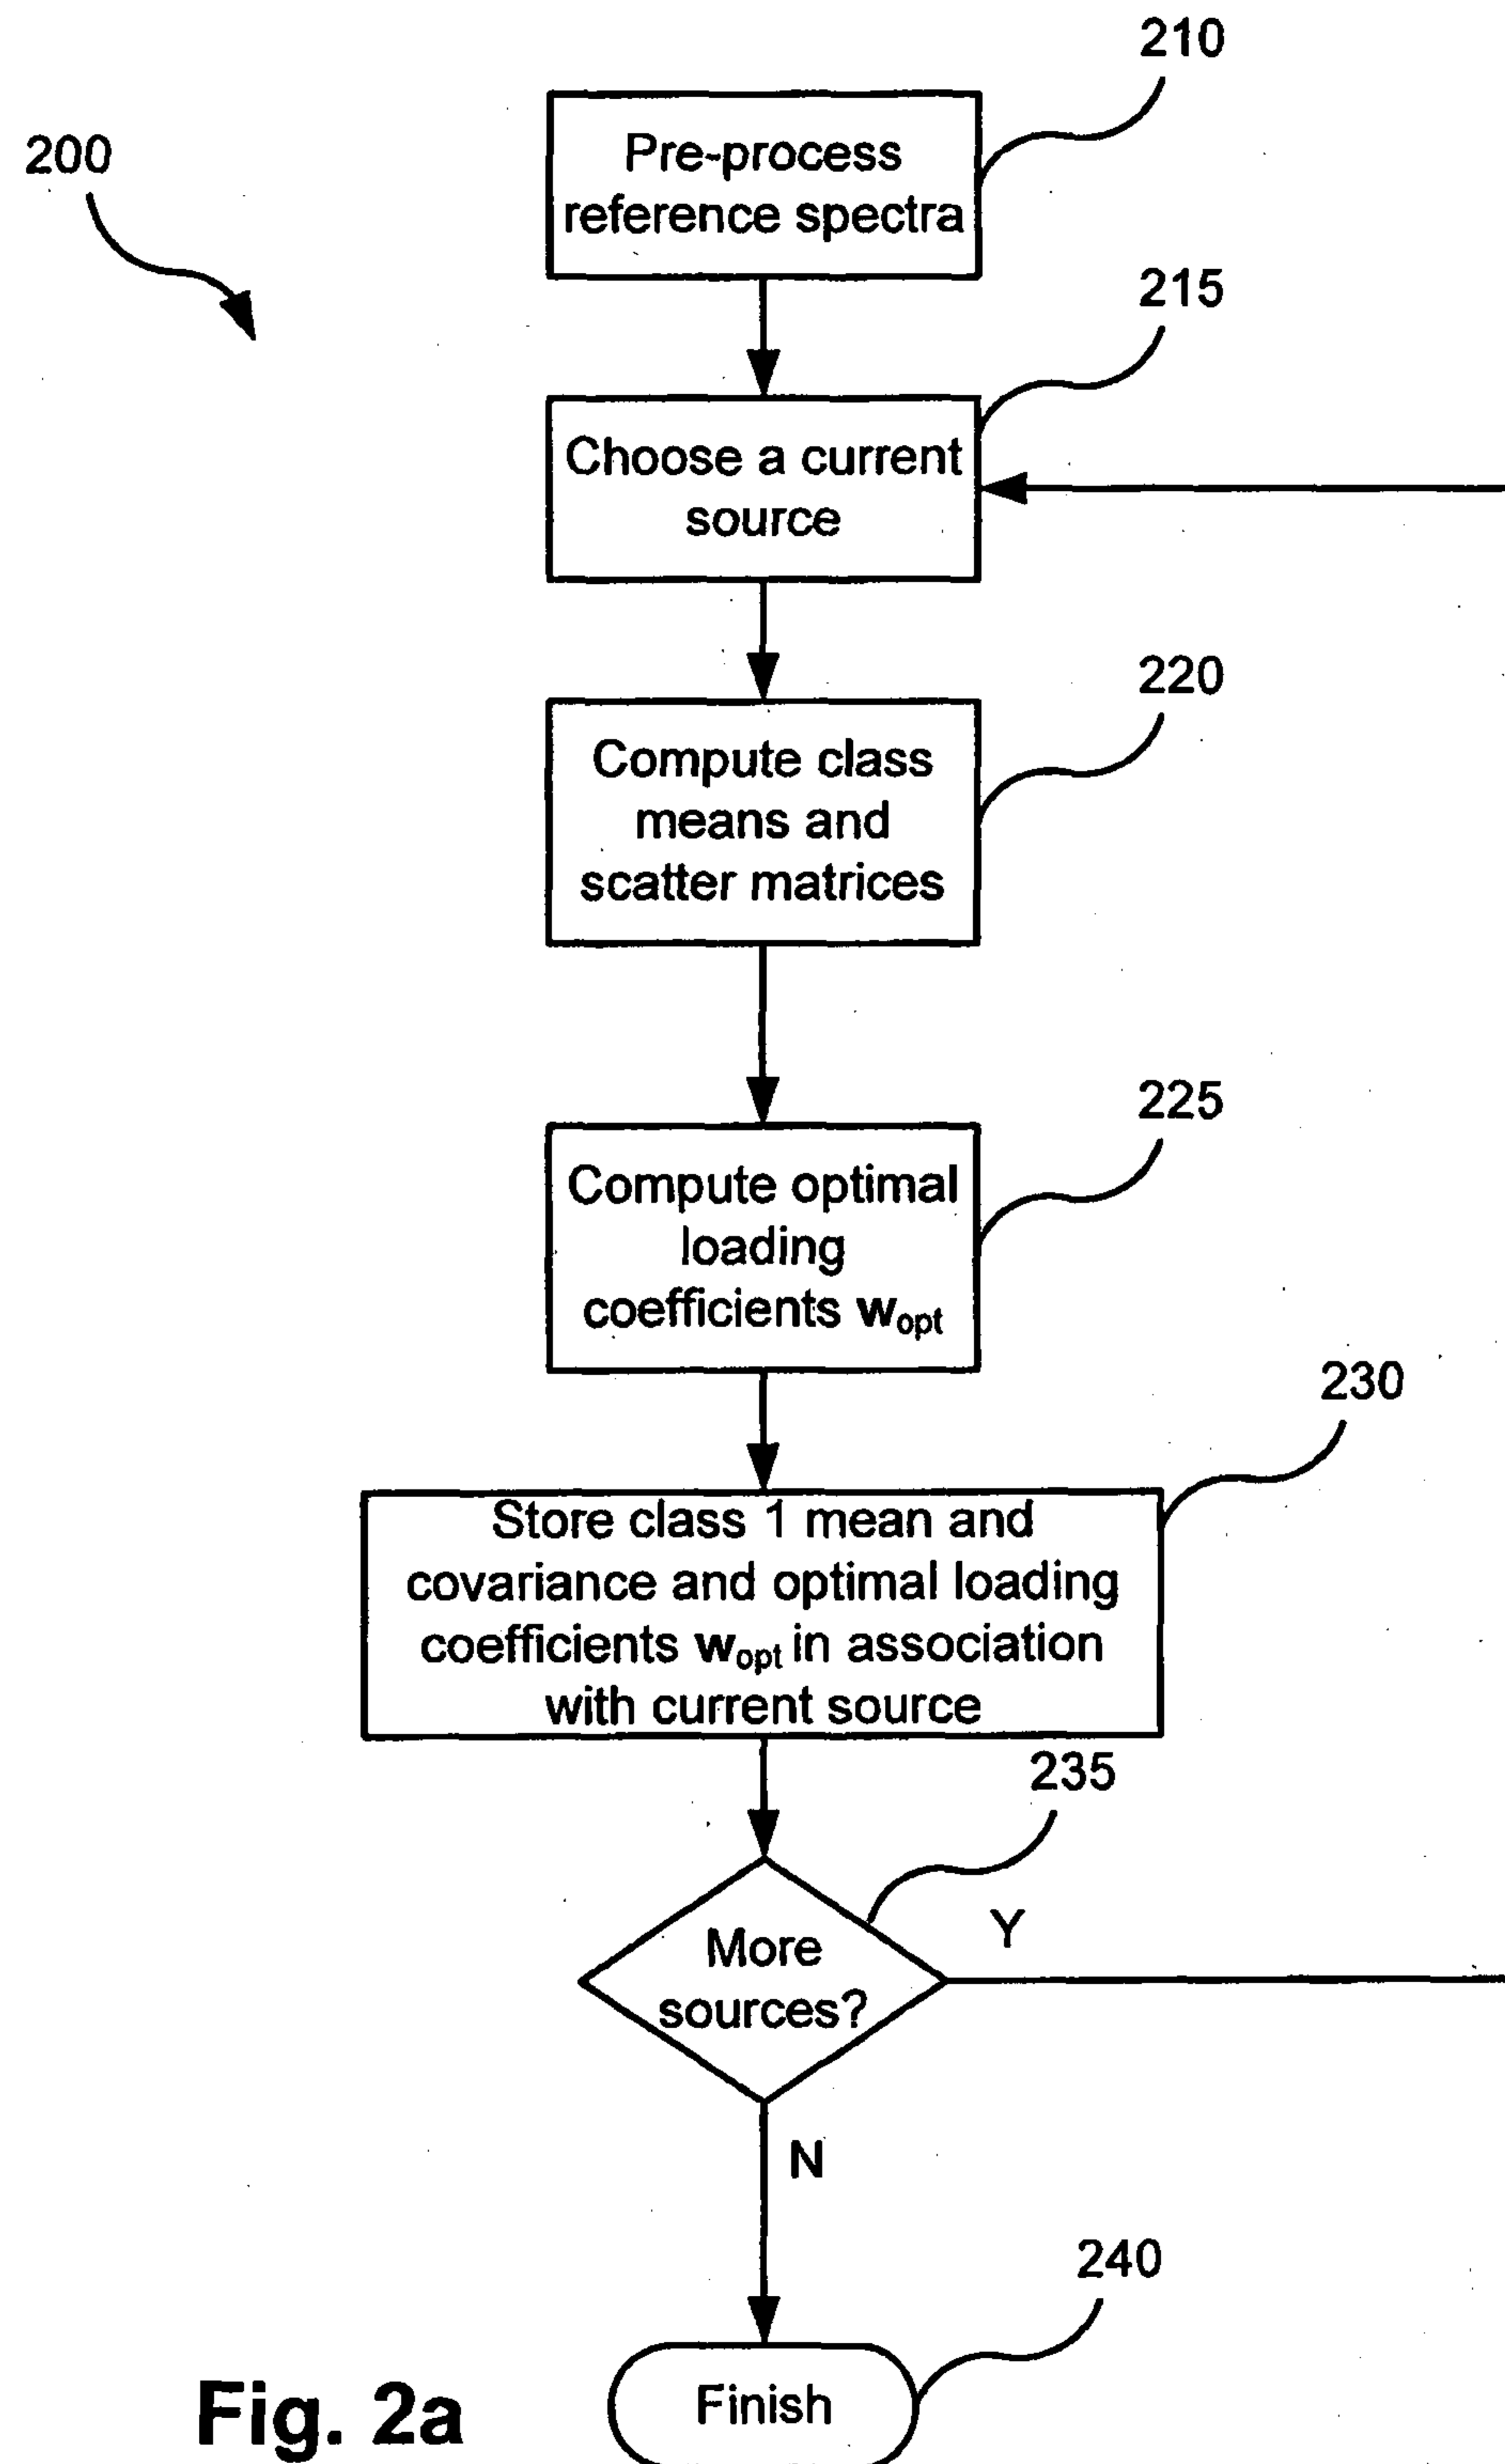 210
200
Pre-process
reference spectra
215
Choose a current
source
220
Compute class
means and
scatter matrices
225
Compute optimal
loading
coefficients wopt
230
Store class 1 mean and
covariance and optimal loading
coefficients wopt in association
with current source
235
More
sources?
Y
N
240
Finish
Fig. 2a